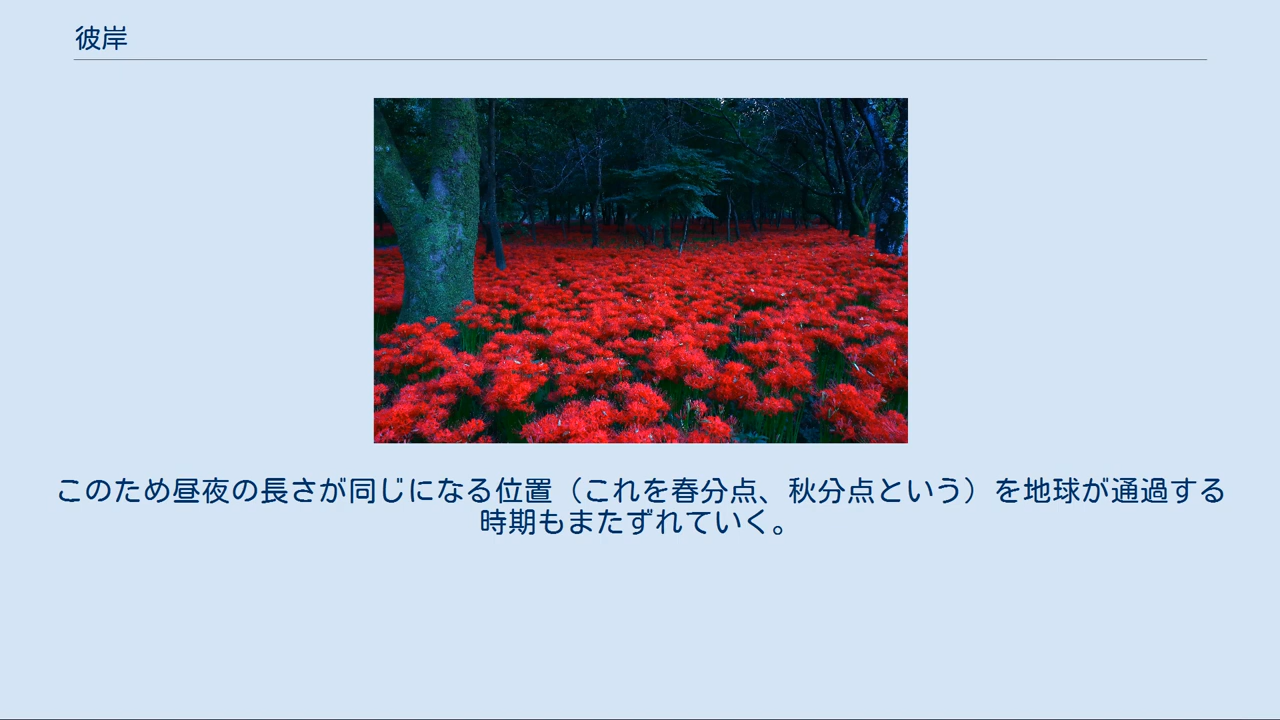 彼岸
このため昼夜の長さが同じになる位置（これを春分点、秋分点という）を地球が通過する
時期もまたずれていく。